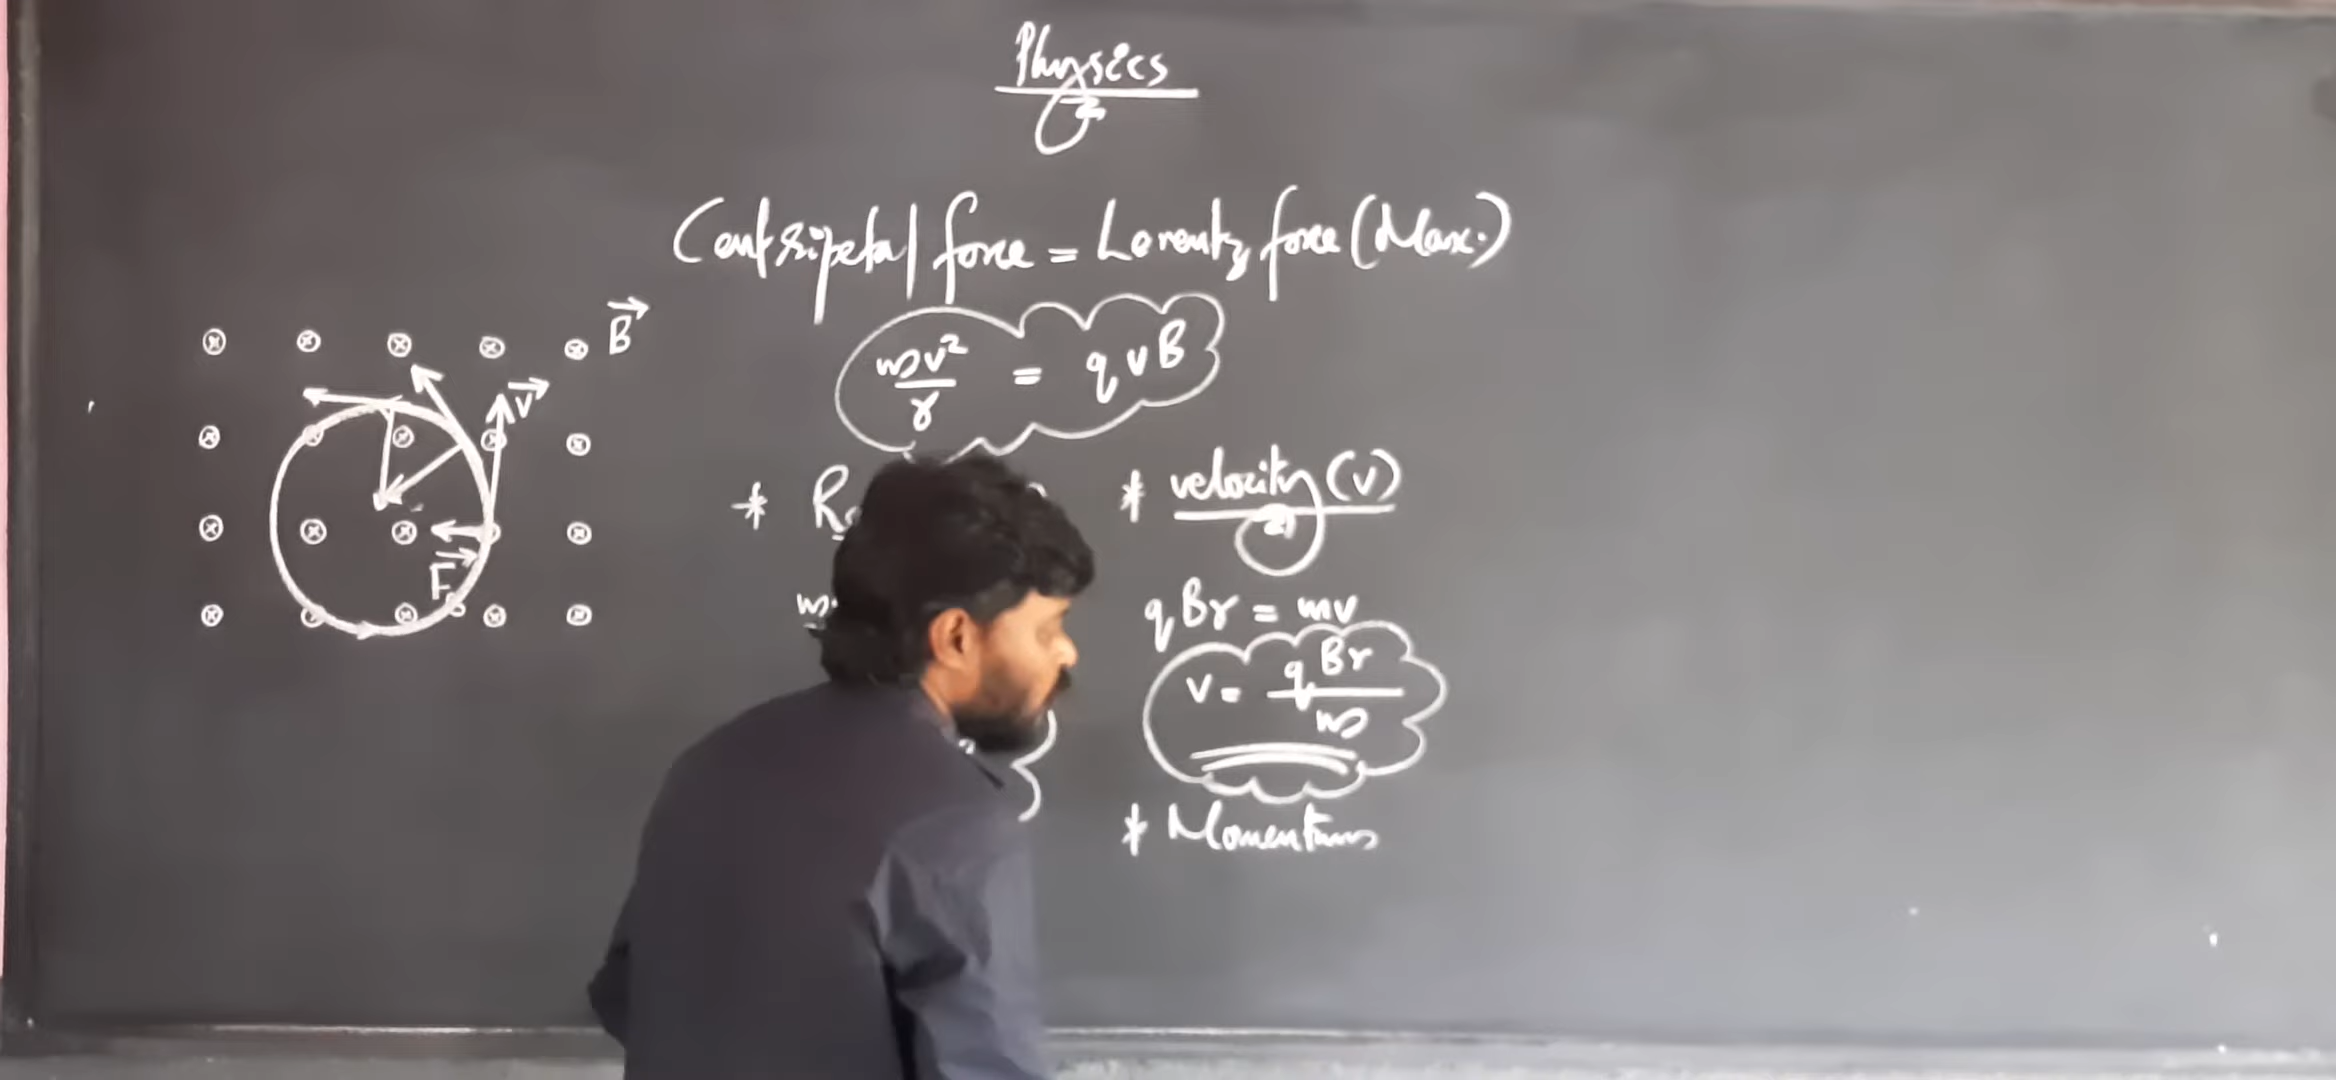 Physics
Centripetal force = Lorentz force (Max.)
B
mv²/r = qvB
v
* velocity (v)
F
qBr = mv
v = qBr/m
* Momentum